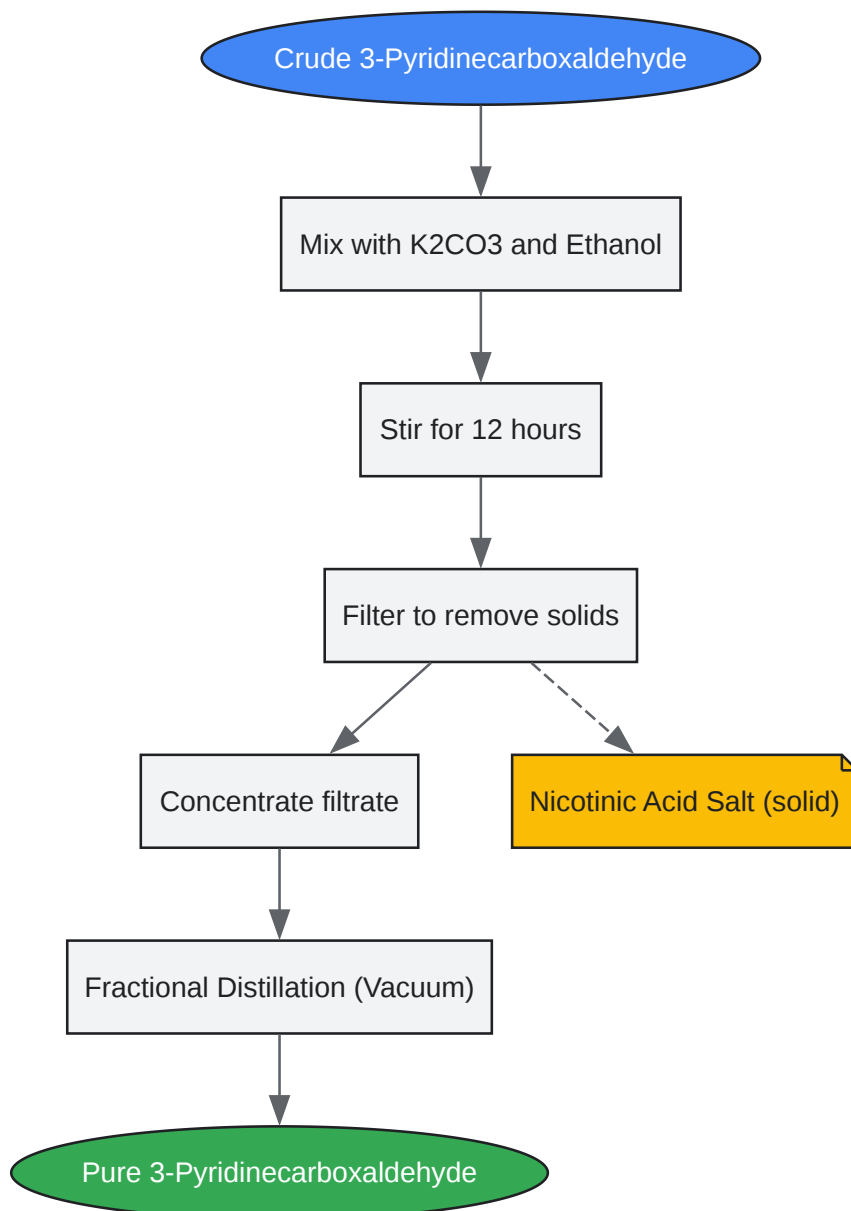 Crude 3-Pyridinecarboxaldehyde
Mix with K2CO3 and Ethanol
Stir for 12 hours
Filter to remove solids
Concentrate filtrate
Nicotinic Acid Salt (solid)
Fractional Distillation (Vacuum)
Pure 3-Pyridinecarboxaldehyde